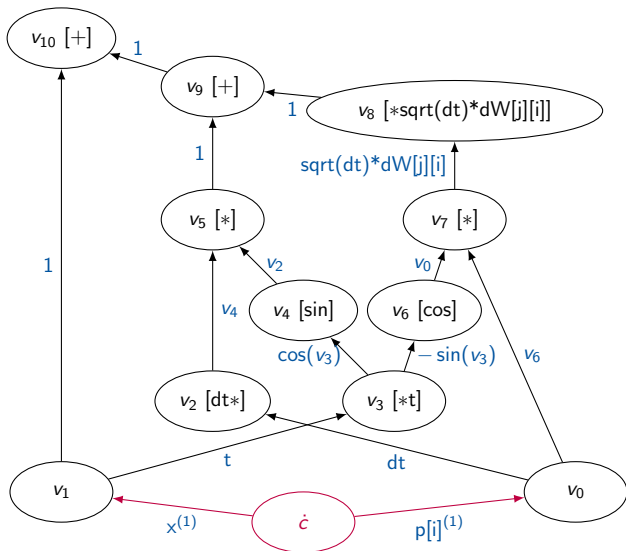 v₁₀ [+]
1
v₉ [+]
1
v₈ [∗sqrt(dt)*dW[j][i]]
1
sqrt(dt)*dW[j][i]
v₅ [∗]
v₇ [∗]
1
v₂
v₀
v₄
v₄ [sin]
v₆ [cos]
cos(v₃)
− sin(v₃)
v₆
v₂ [dt∗]
v₃ [∗t]
t
dt
v₁
x⁽¹⁾
ċ
p[i]⁽¹⁾
v₀